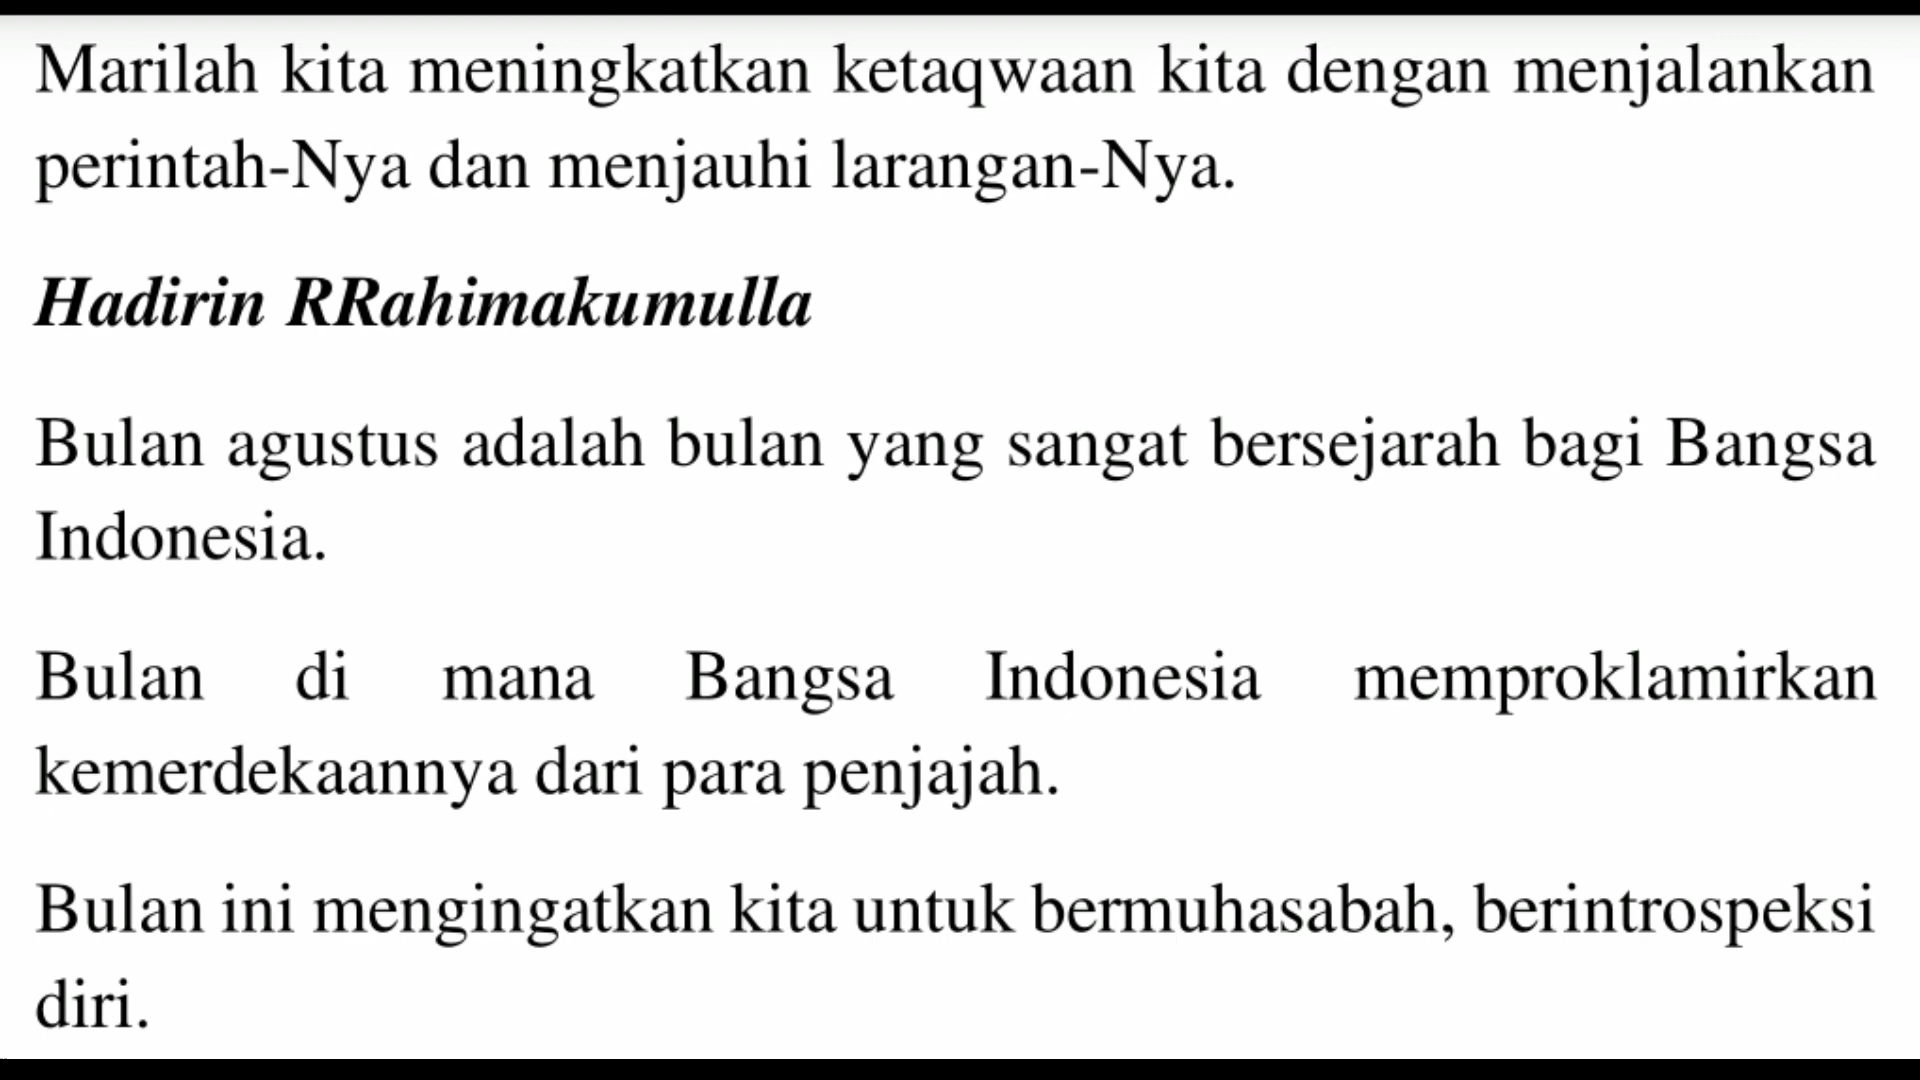 Marilah kita meningkatkan ketaqwaan kita dengan menjalankan
perintah-Nya dan menjauhi larangan-Nya.
Hadirin RRahimakumulla
Bulan agustus adalah bulan yang sangat bersejarah bagi Bangsa
Indonesia.
Bulan di mana Bangsa Indonesia memproklamirkan
kemerdekaannya dari para penjajah.
Bulan ini mengingatkan kita untuk bermuhasabah, berintrospeksi
diri.